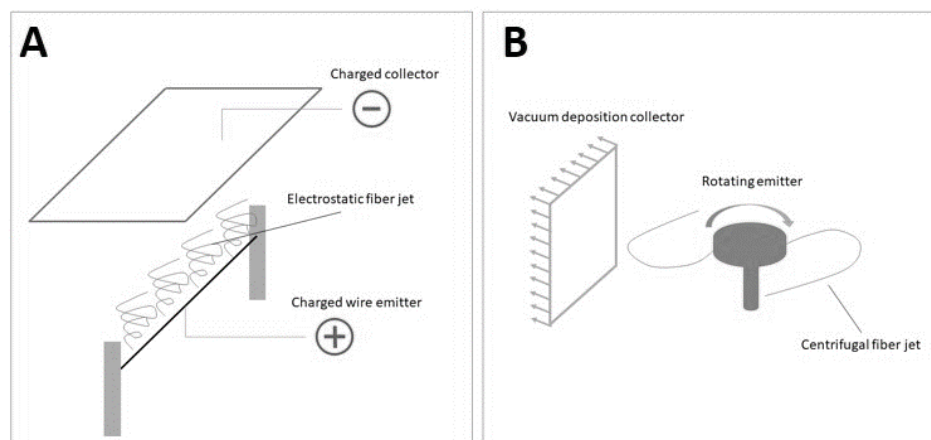 A
Charged collector
−
Electrostatic fiber jet
Charged wire emitter
+
B
Vacuum deposition collector
Rotating emitter
Centrifugal fiber jet